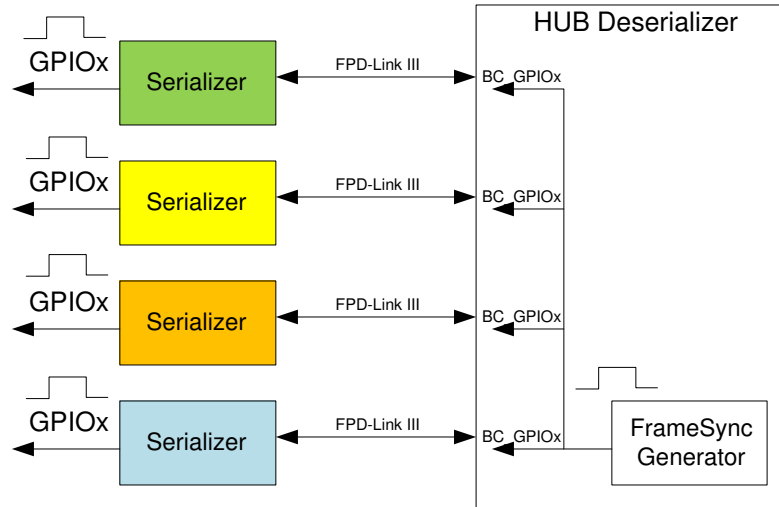 HUB Deserializer
GPIOx
Serializer
FPD-Link III
BC_GPIOx
GPIOx
Serializer
FPD-Link III
BC_GPIOx
GPIOx
Serializer
FPD-Link III
BC_GPIOx
GPIOx
Serializer
FPD-Link III
BC_GPIOx
FrameSync
Generator